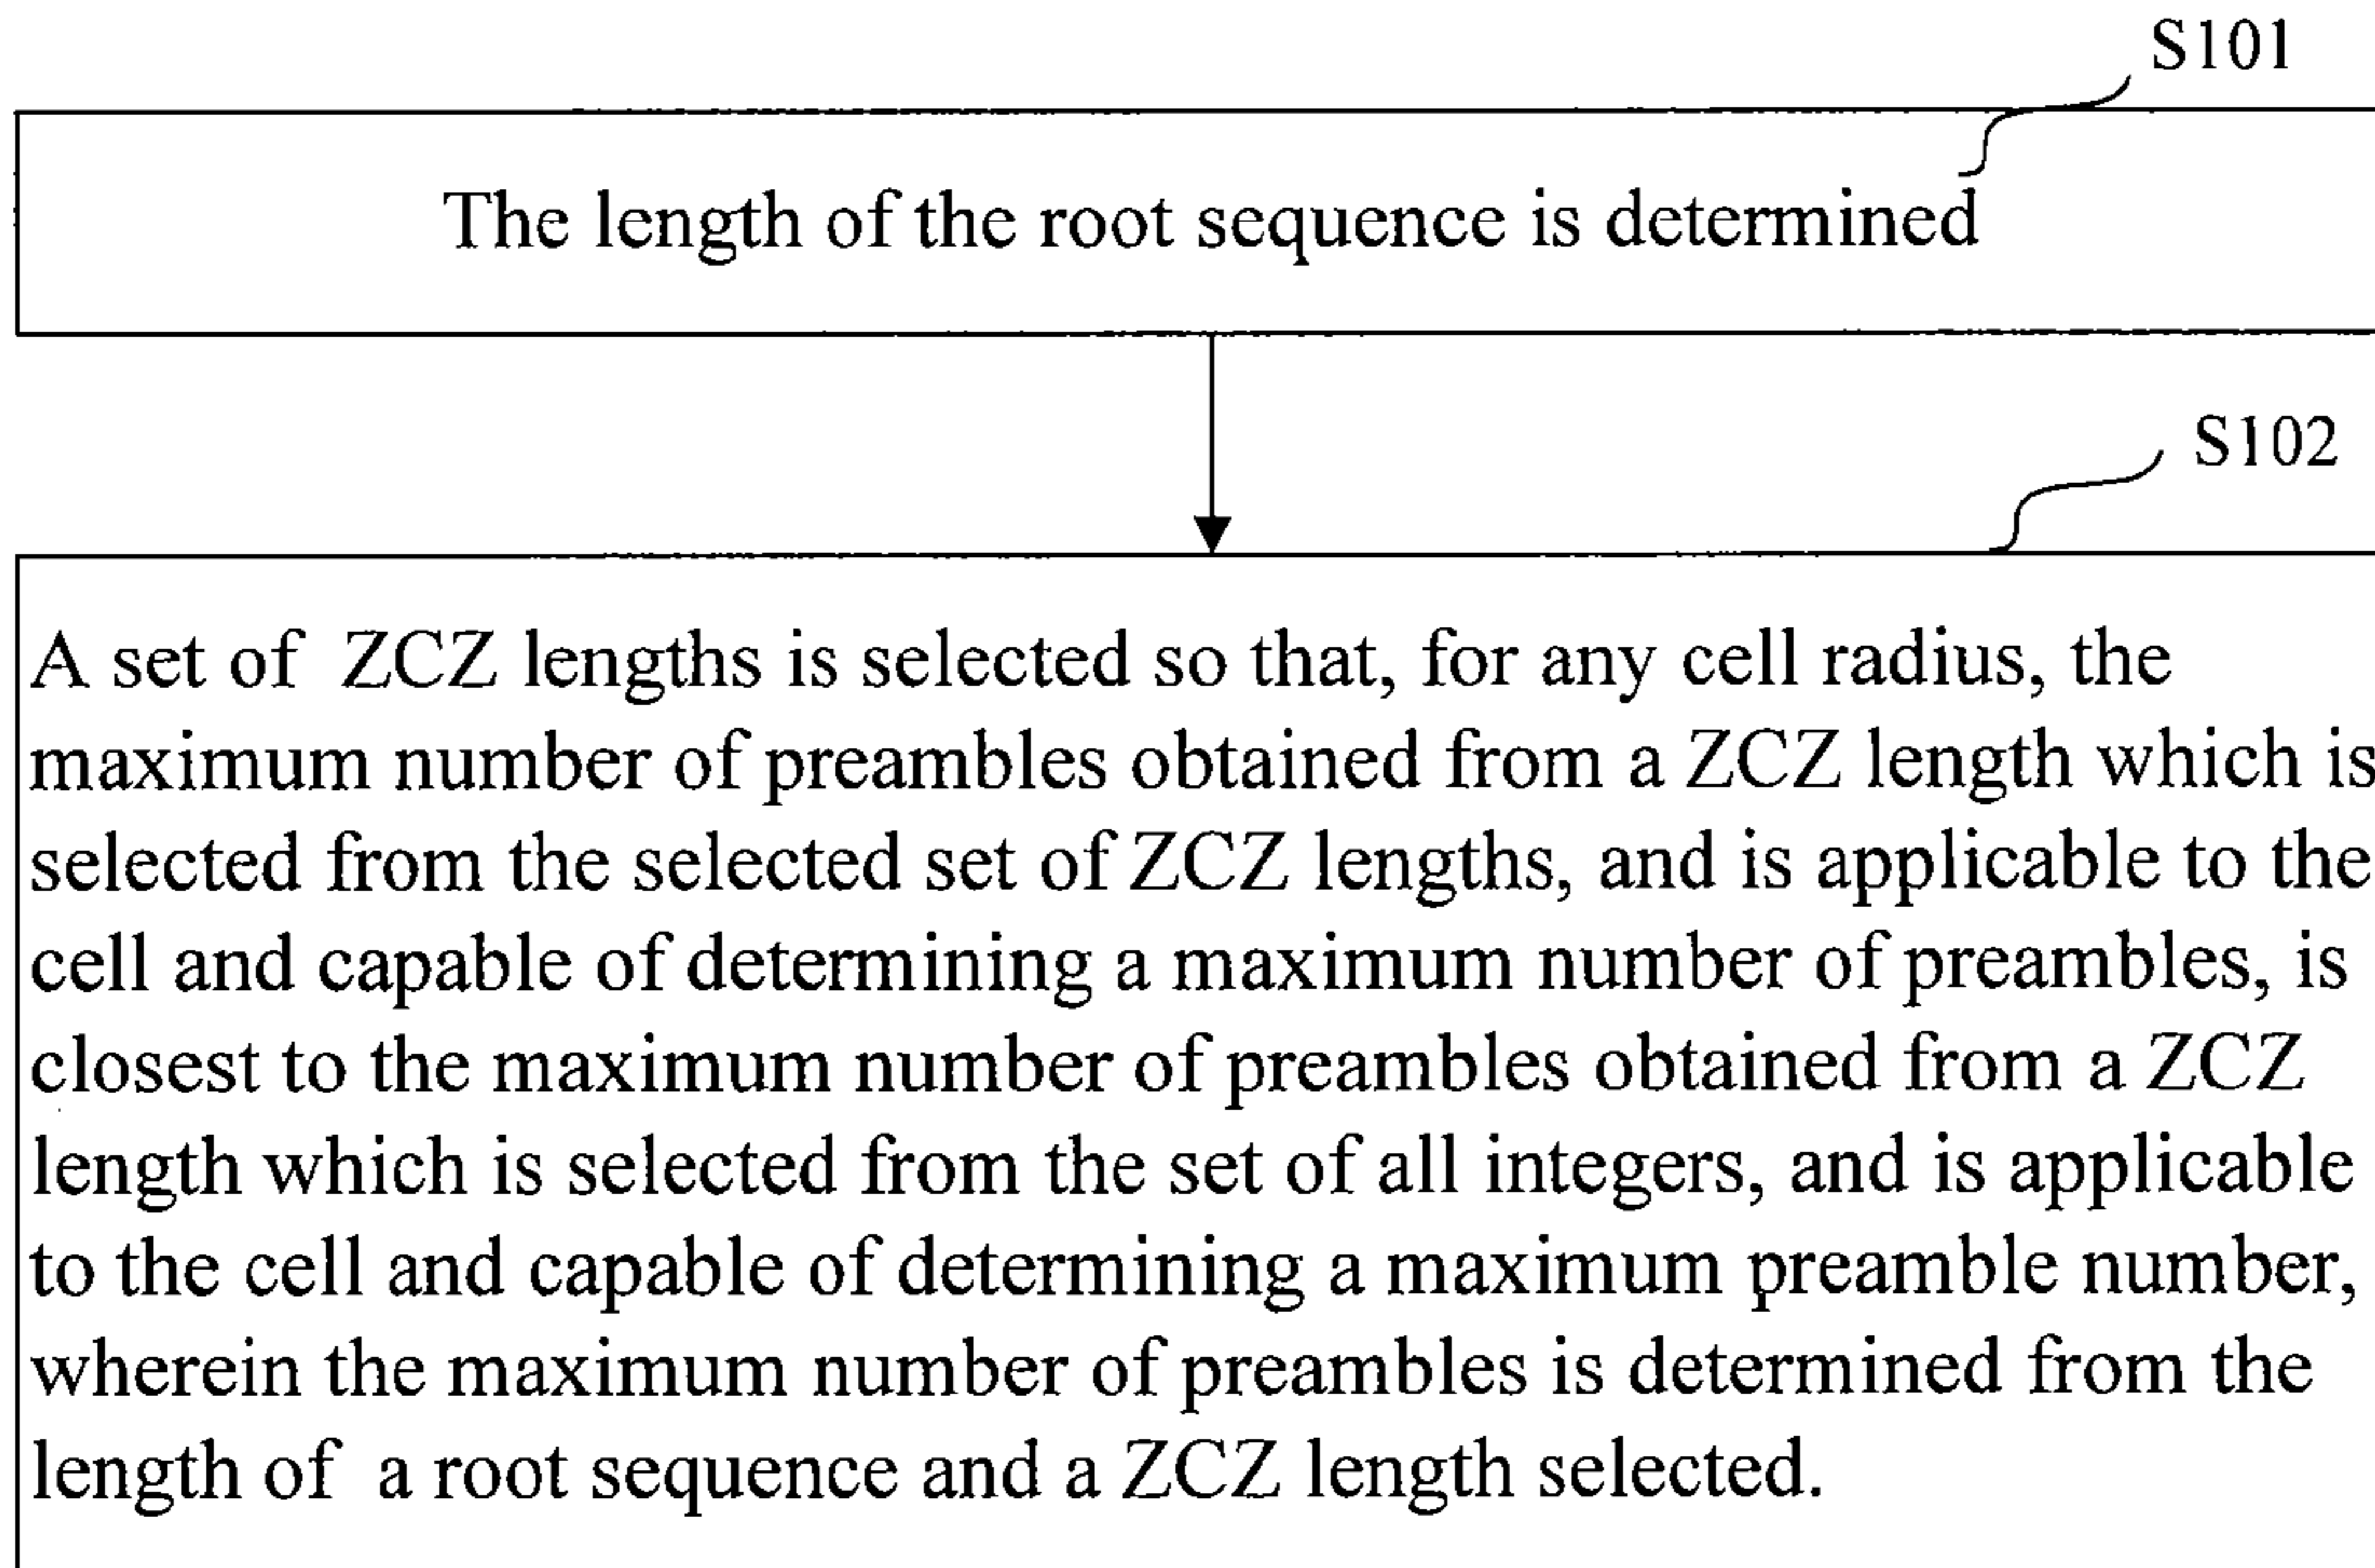 S101
The length of the root sequence is determined
S102
A set of ZCZ lengths is selected so that, for any cell radius, the
maximum number of preambles obtained from a ZCZ length which is
selected from the selected set of ZCZ lengths, and is applicable to the
cell and capable of determining a maximum number of preambles, is
closest to the maximum number of preambles obtained from a ZCZ
length which is selected from the set of all integers, and is applicable
to the cell and capable of determining a maximum preamble number,
wherein the maximum number of preambles is determined from the
length of a root sequence and a ZCZ length selected.